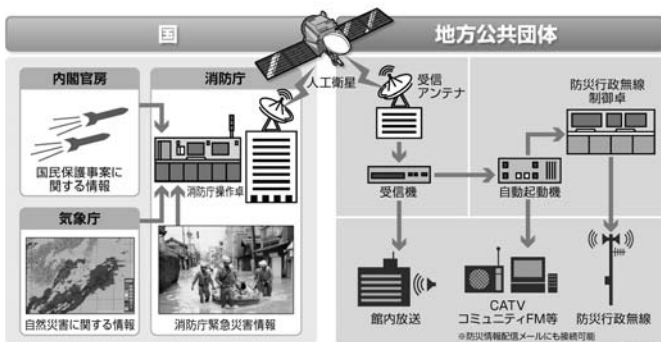 国
地方公共団体
内閣官房
国民保護事案に
関する情報
気象庁
自然災害に関する情報
消防庁
消防庁操作卓
消防庁緊急災害情報
人工衛星
受信
アンテナ
受信機
自動起動機
防災行政無線
制御卓
館内放送
CATV
コミュニティFM等
※防災情報配信メールにも接続可能
防災行政無線